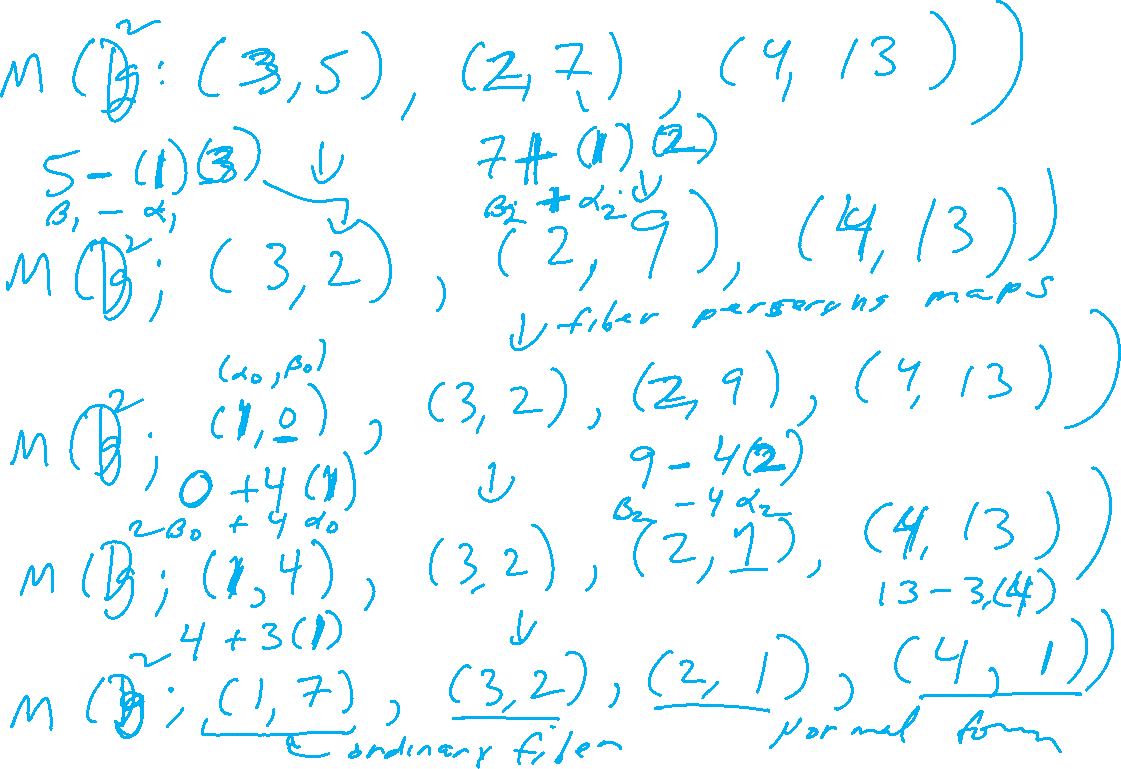 M(D²: (3,5), (2,7), (4,13))
5-(1)(3) ↓ 7+(1)(2)
β₁ - α₁ β₂ + α₂ ↓
M(D²; (3,2), (2,9), (4,13))
↓ fiber perserving maps
(α₀,β₀)
M(D²; (1,0), (3,2), (2,9), (4,13))
0+4(1) ↓ 9-4(2)
β₀ + 4α₀ β₂ - 4α₂
M(D²; (1,4), (3,2), (2,1), (4,13))
4+3(1) ↓ 13-3(4)
M(D²; (1,7), (3,2), (2,1), (4,1))
ordinary fiber Normal form